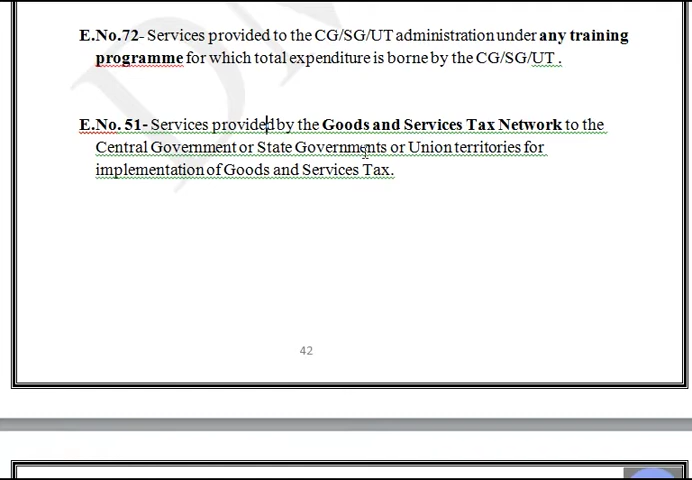 E.No.72- Services provided to the CG/SG/UT administration under any training
programme for which total expenditure is borne by the CG/SG/UT .
E.No. 51- Services provided by the Goods and Services Tax Network to the
Central Government or State Governments or Union territories for
implementation of Goods and Services Tax.
42